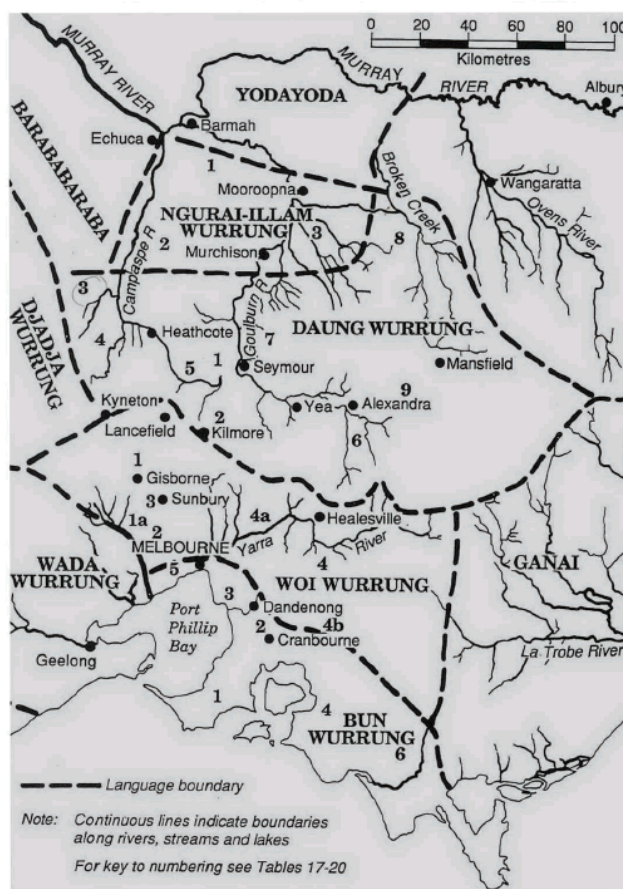 0 20 40 60 80 100
Kilometres
MURRAY RIVER
MURRAY
RIVER
Albury
YODAYODA
Barmah
Echuca
BARABABARABA
1
Mooroopna
Broken Creek
Wangaratta
Ovens River
NGURAI-ILLAM
WURRUNG
2
3
8
Murchison
Campaspe R
3
Goulburn R
DJADJA
WURRUNG
4
Heathcote
7
DAUNG WURRUNG
5
1
Seymour
Mansfield
9
Kyneton
Lancefield
2
Kilmore
Yea
Alexandra
6
1
Gisborne
3
Sunbury
1a
2
4a
Healesville
MELBOURNE
Yarra
River
4
WADA
WURRUNG
5
WOI WURRUNG
GANAI
3
Dandenong
Port
Phillip
Bay
2
4b
Cranbourne
Geelong
La Trobe River
1
4
BUN
WURRUNG
6
Language boundary
Note: Continuous lines indicate boundaries
along rivers, streams and lakes
For key to numbering see Tables 17-20